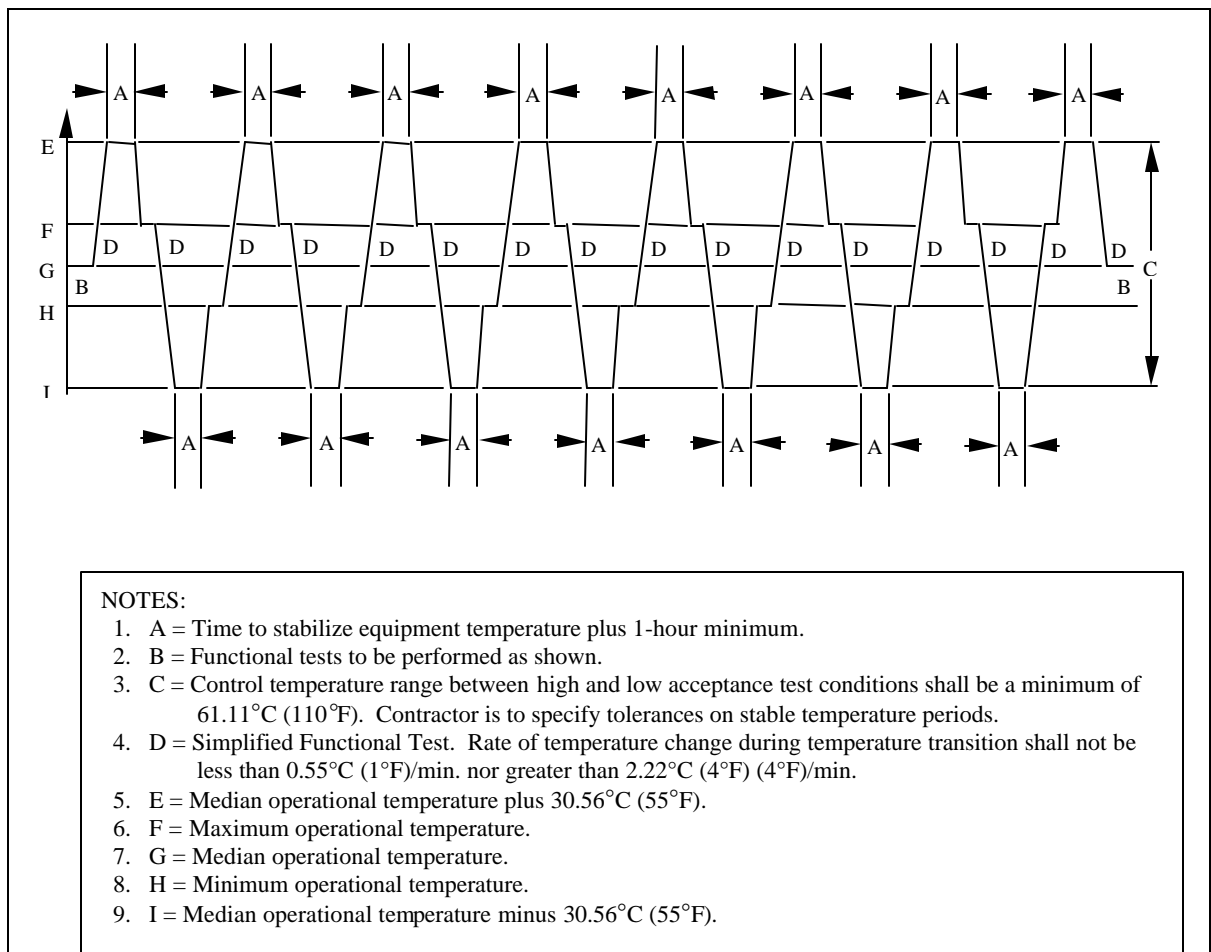 A A A A A A A A
E
F
D D D D D D D D D D D D D D D D
G C
B B
H
I
A A A A A A A
NOTES:
1. A = Time to stabilize equipment temperature plus 1-hour minimum.
2. B = Functional tests to be performed as shown.
3. C = Control temperature range between high and low acceptance test conditions shall be a minimum of
61.11°C (110°F). Contractor is to specify tolerances on stable temperature periods.
4. D = Simplified Functional Test. Rate of temperature change during temperature transition shall not be
less than 0.55°C (1°F)/min. nor greater than 2.22°C (4°F) (4°F)/min.
5. E = Median operational temperature plus 30.56°C (55°F).
6. F = Maximum operational temperature.
7. G = Median operational temperature.
8. H = Minimum operational temperature.
9. I = Median operational temperature minus 30.56°C (55°F).